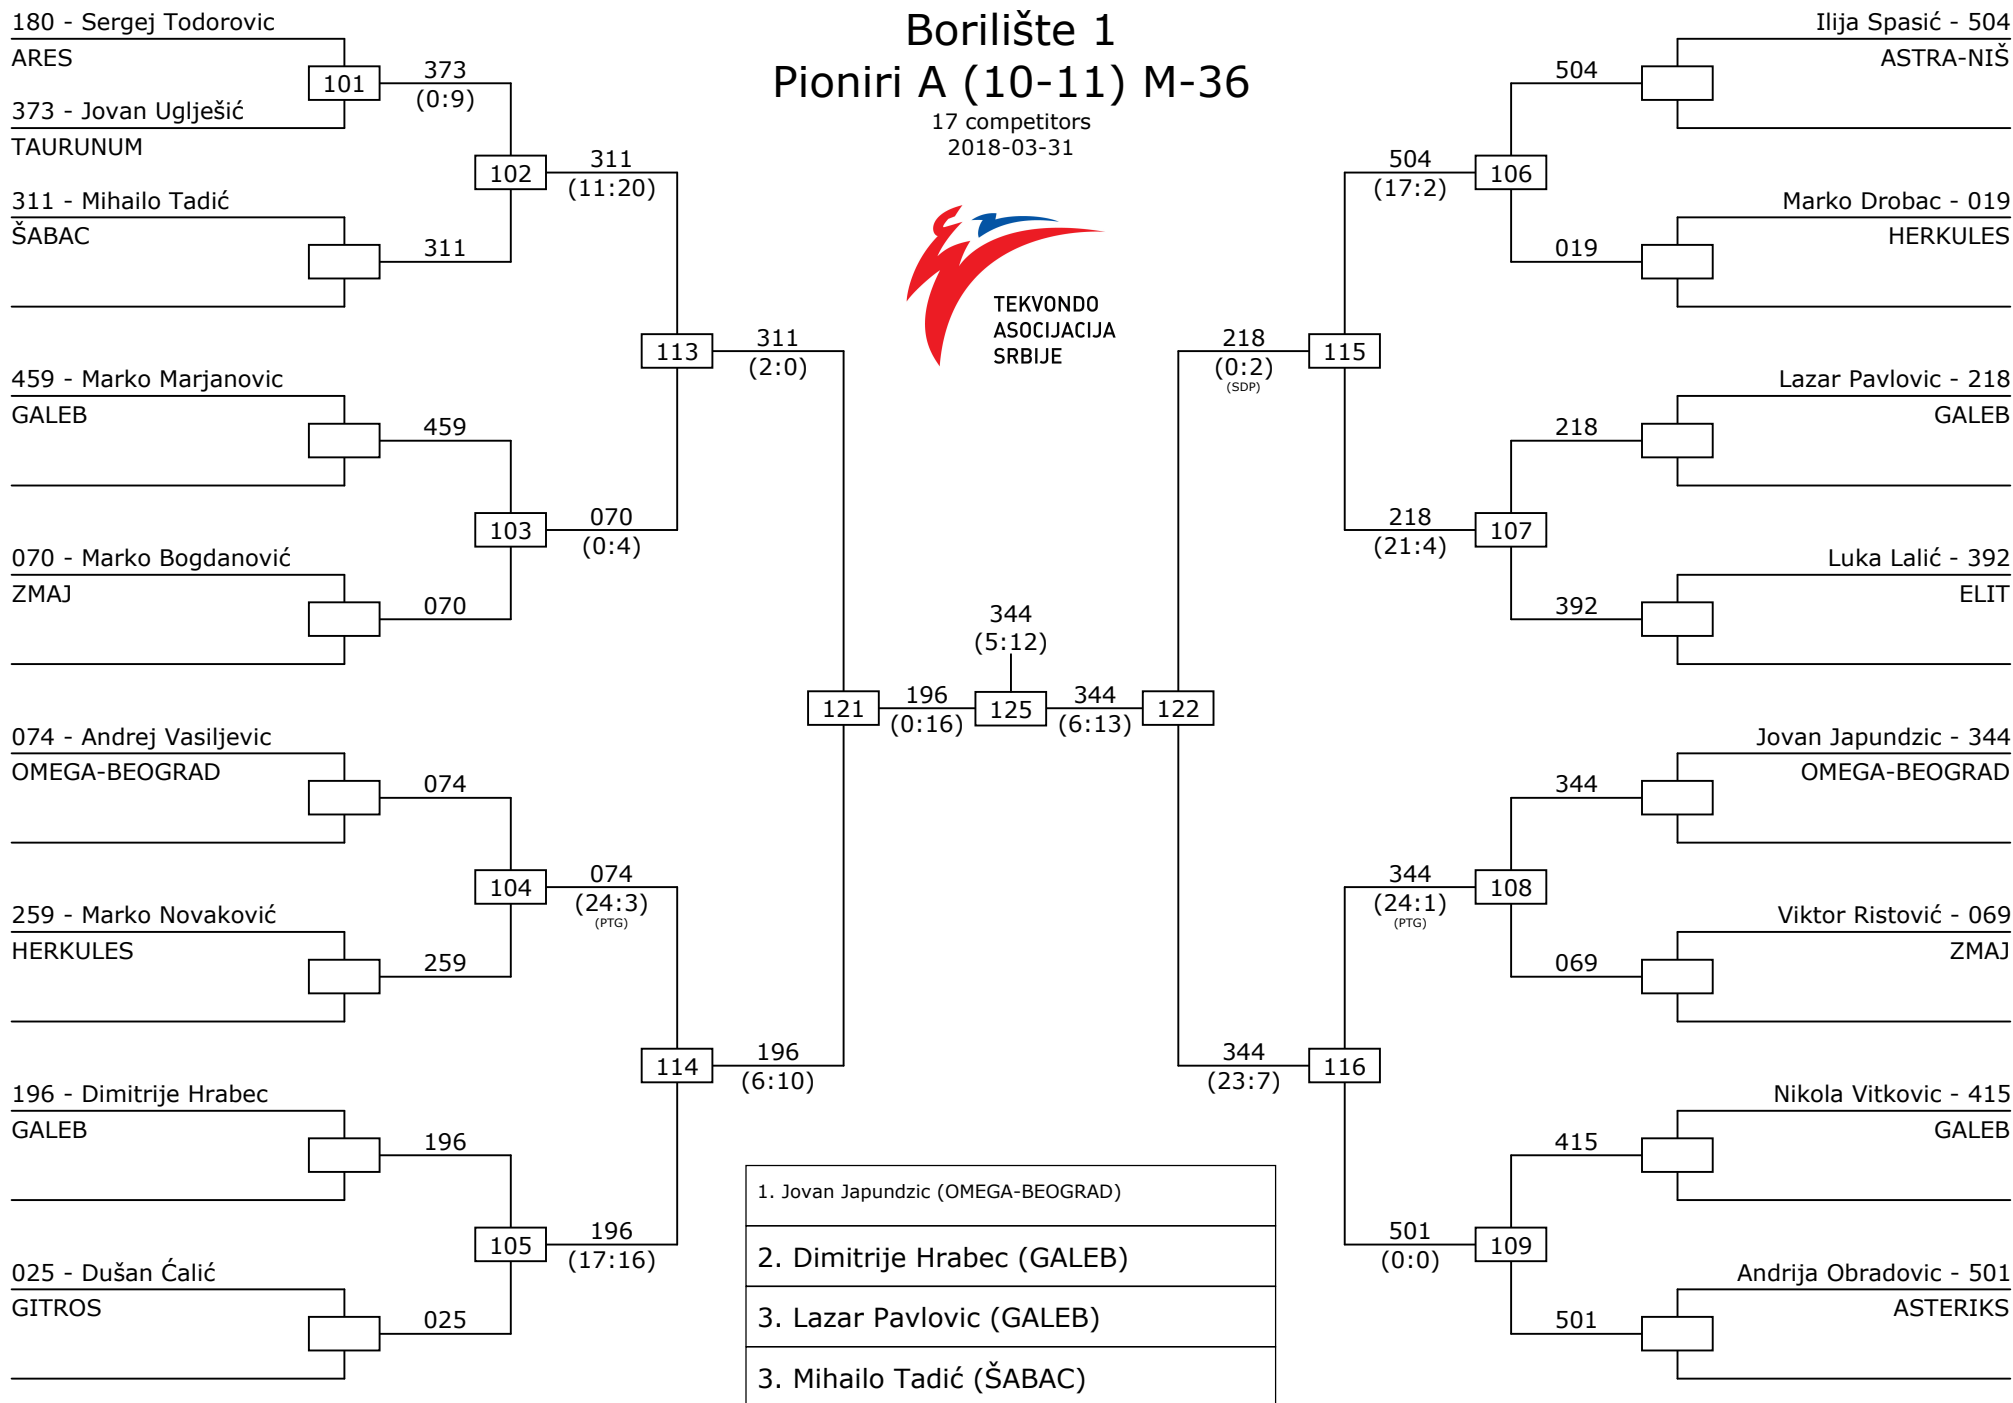 Borilište 1
Pioniri A (10-11) M-36
17 competitors
2018-03-31
TEKVONDO
ASOCIJACIJA
SRBIJE
180 - Sergej Todorovic
ARES
373 - Jovan Uglješić
TAURUNUM
311 - Mihailo Tadić
ŠABAC
459 - Marko Marjanovic
GALEB
070 - Marko Bogdanović
ZMAJ
074 - Andrej Vasiljevic
OMEGA-BEOGRAD
259 - Marko Novaković
HERKULES
196 - Dimitrije Hrabec
GALEB
025 - Dušan Ćalić
GITROS
101
373
(0:9)
311
459
070
074
259
196
025
102
311
(11:20)
103
070
(0:4)
104
074
(24:3)
(PTG)
105
196
(17:16)
113
311
(2:0)
114
196
(6:10)
121
196
(0:16)
344
(5:12)
125
344
(6:13)
122
218
(0:2)
(SDP)
115
344
(23:7)
116
504
(17:2)
106
218
(21:4)
107
344
(24:1)
(PTG)
108
501
(0:0)
109
504
019
218
392
344
069
415
501
Ilija Spasić - 504
ASTRA-NIŠ
Marko Drobac - 019
HERKULES
Lazar Pavlovic - 218
GALEB
Luka Lalić - 392
ELIT
Jovan Japundzic - 344
OMEGA-BEOGRAD
Viktor Ristović - 069
ZMAJ
Nikola Vitkovic - 415
GALEB
Andrija Obradovic - 501
ASTERIKS
1. Jovan Japundzic (OMEGA-BEOGRAD)
2. Dimitrije Hrabec (GALEB)
3. Lazar Pavlovic (GALEB)
3. Mihailo Tadić (ŠABAC)